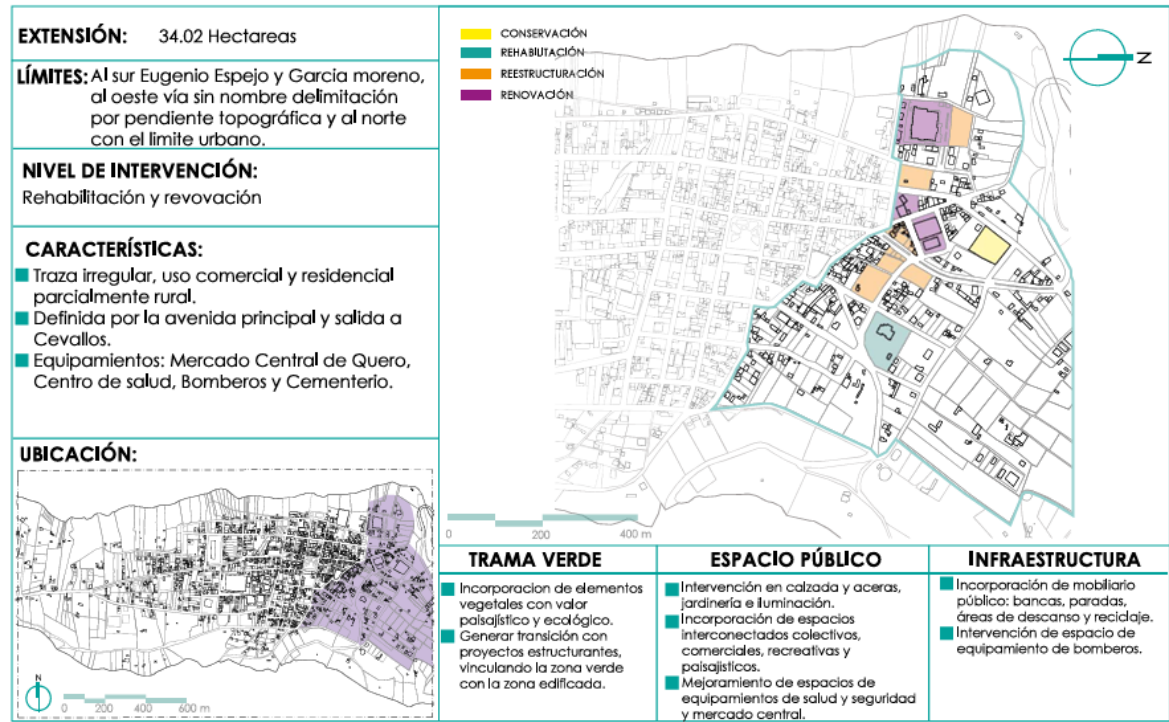 EXTENSIÓN: 34.02 Hectareas
LÍMITES: Al sur Eugenio Espejo y Garcia moreno,
al oeste vía sin nombre delimitación
por pendiente topográfica y al norte
con el limite urbano.
NIVEL DE INTERVENCIÓN:
Rehabilitación y revovación
CARACTERÍSTICAS:
Traza irregular, uso comercial y residencial
parcialmente rural.
Definida por la avenida principal y salida a
Cevallos.
Equipamientos: Mercado Central de Quero,
Centro de salud, Bomberos y Cementerio.
UBICACIÓN:
N
0 200 400 600 m
CONSERVACIÓN
REHABILITACIÓN
REESTRUCTURACIÓN
RENOVACIÓN
N
0 200 400 m
TRAMA VERDE
Incorporacion de elementos
vegetales con valor
paisajístico y ecológico.
Generar transición con
proyectos estructurantes,
vinculando la zona verde
con la zona edificada.
ESPACIO PÚBLICO
Intervención en calzada y aceras,
jardinería e iluminación.
Incorporación de espacios
interconectados colectivos,
comerciales, recreativas y
paisajisticos.
Mejoramiento de espacios de
equipamientos de salud y seguridad
y mercado central.
INFRAESTRUCTURA
Incorporación de mobiliario
público: bancas, paradas,
áreas de descanso y reciclaje.
Intervención de espacio de
equipamiento de bomberos.